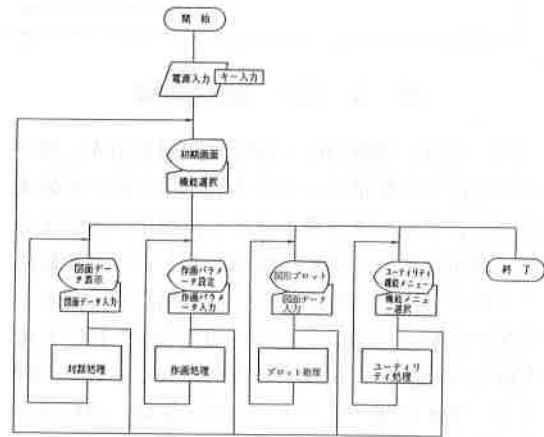 開 始
電源入力
キー入力
初期画面
機能選択
図面デー
タ表示
図面データ入力
作画パラメ
ータ設定
作画パラメ
ータ入力
図形プロット
図面データ
入力
ユーティリティ
機能メニュー
機能メニュ
ー選択
終 了
対話処理
作画処理
プロット処理
ユーティリ
ティ処理